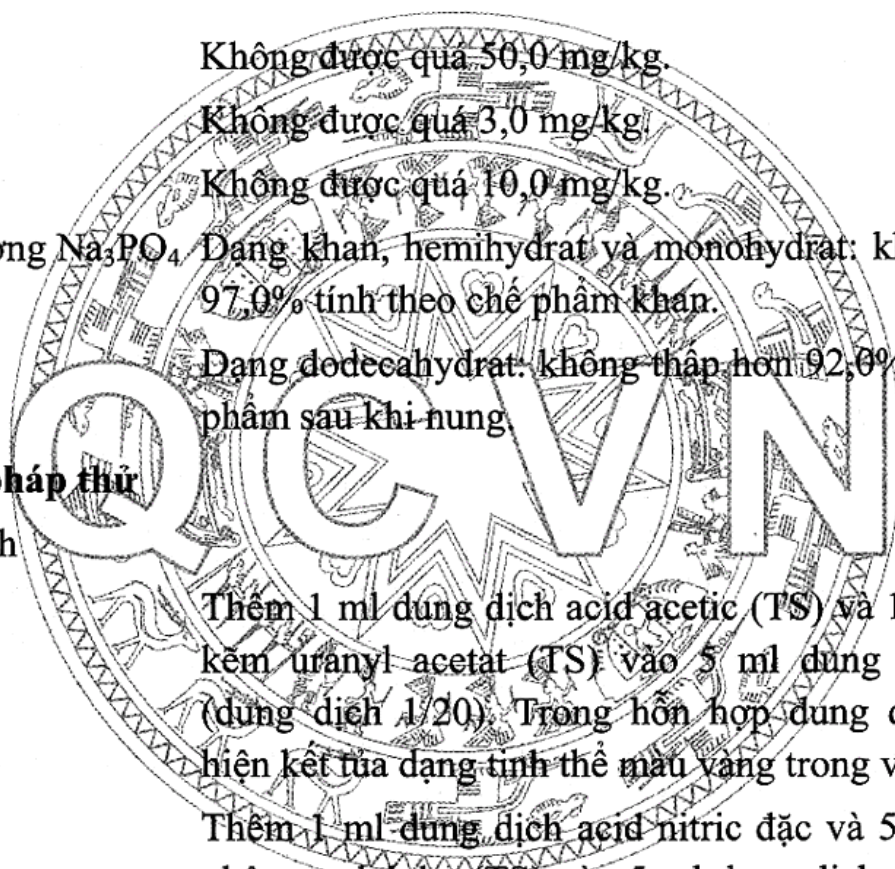 Không được quá 50,0 mg/kg.
Không được quá 3,0 mg/kg.
Không được quá 10,0 mg/kg.
Na₃PO₄ Dạng khan, hemihydrat và monohydrat:
97,0% tính theo chế phẩm khan.
Dạng dodecahydrat: không thấp hơn 92,0%
phẩm sau khi nung.
QCVN
pháp thử
Thêm 1 ml dung dịch acid acetic (TS) và
kẽm uranyl acetat (TS) vào 5 ml dung
(dung dịch 1/20). Trong hỗn hợp dung
hiện kết tủa dạng tinh thể màu vàng trong
Thêm 1 ml dung dịch acid nitric đặc và 5